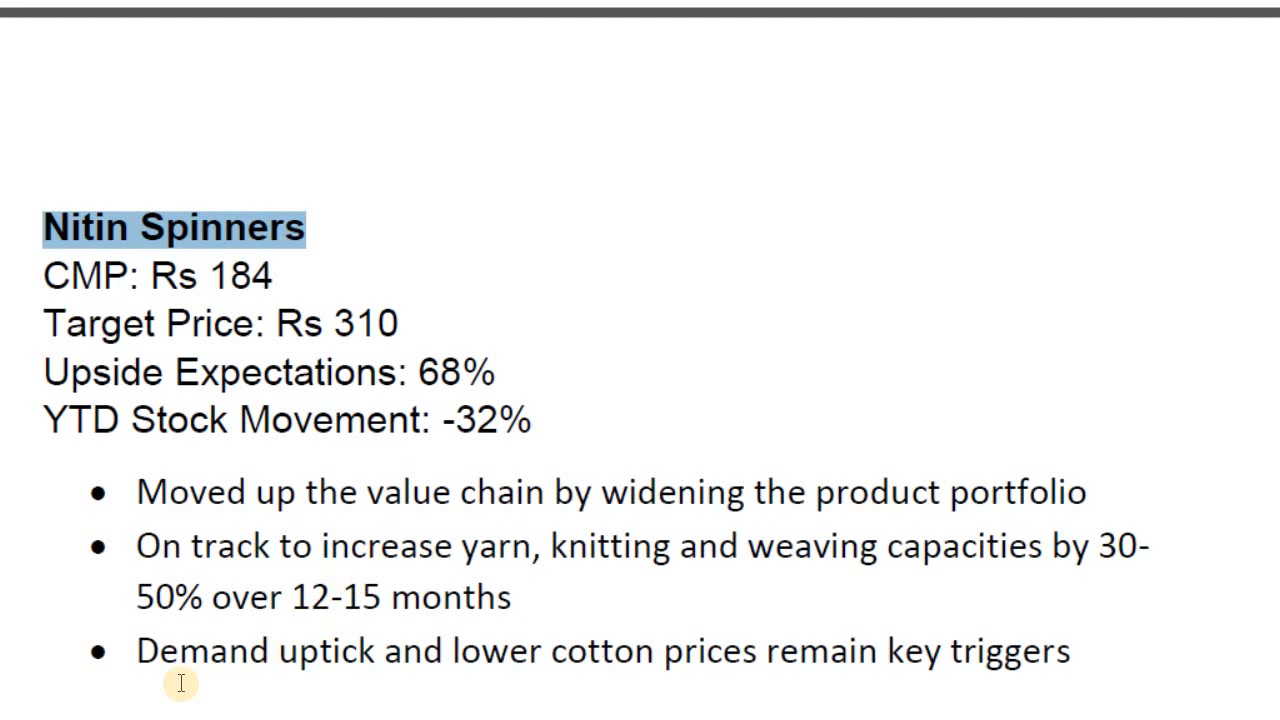 Nitin Spinners
CMP: Rs 184
Target Price: Rs 310
Upside Expectations: 68%
YTD Stock Movement: -32%
• Moved up the value chain by widening the product portfolio
• On track to increase yarn, knitting and weaving capacities by 30-
50% over 12-15 months
• Demand uptick and lower cotton prices remain key triggers